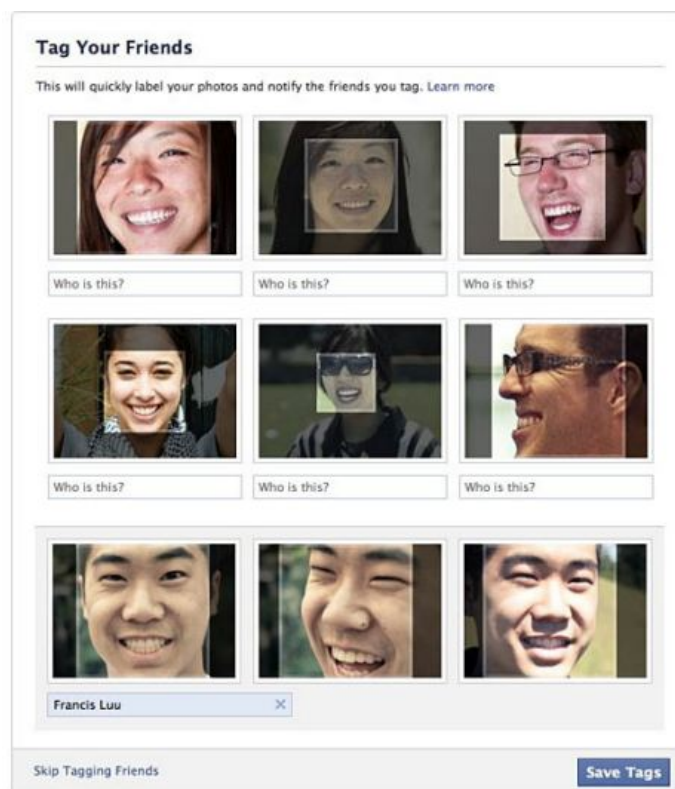 Tag Your Friends
This will quickly label your photos and notify the friends you tag. Learn more
Who is this? Who is this? Who is this?
Who is this? Who is this? Who is this?
Francis Luu ×
Skip Tagging Friends Save Tags